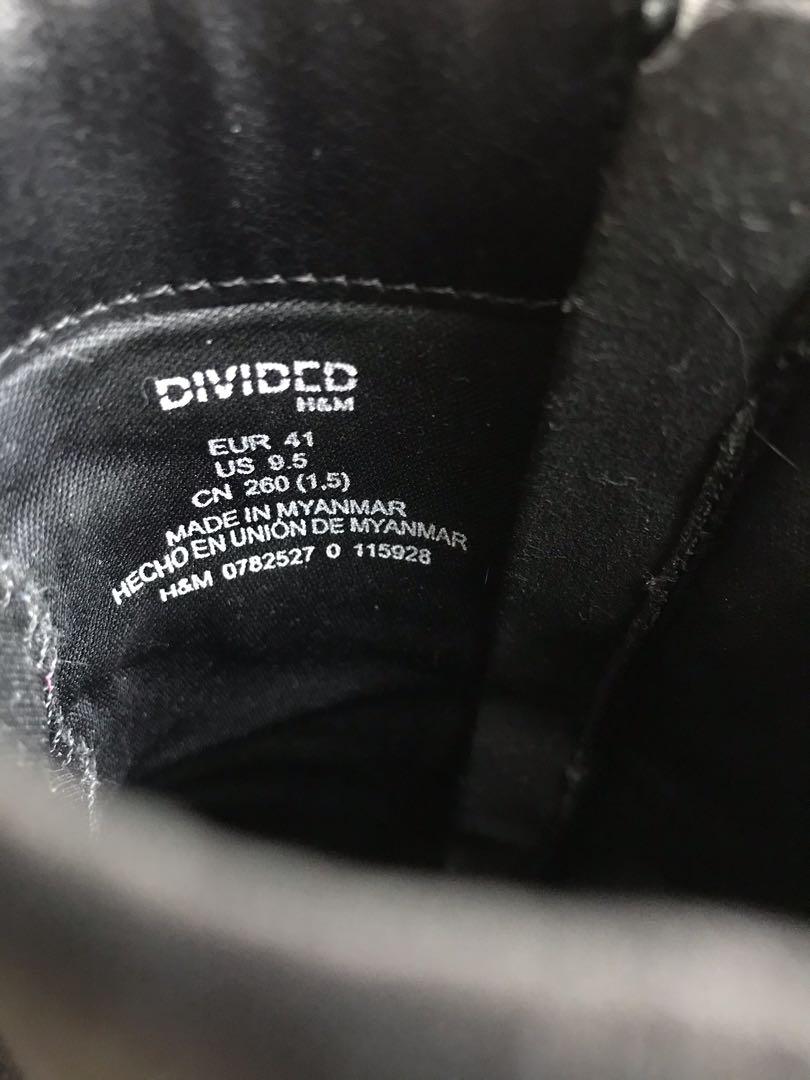 DIVIDED
H&M
EUR 41
US 9.5
CN 260 (1,5)
MADE IN MYANMAR
HECHO EN UNIÓN DE MYANMAR
H&M 0782527 0 115928